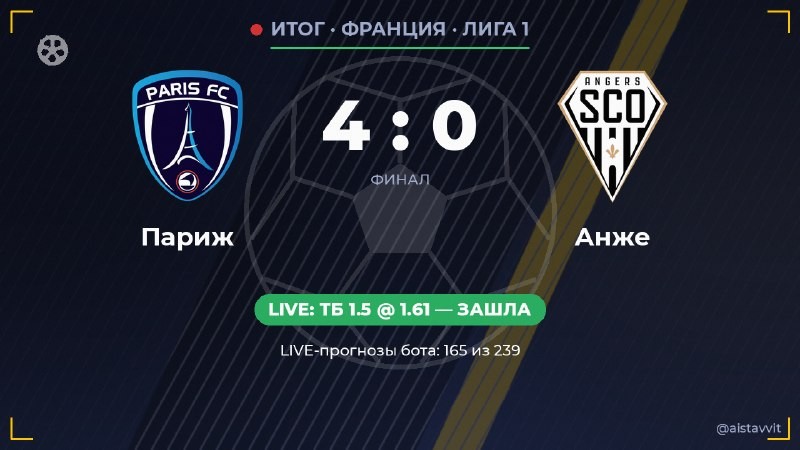 ИТОГ · ФРАНЦИЯ · ЛИГА 1
PARIS FC
4 : 0
ANGERS
SCO
ФИНАЛ
Париж
Анже
LIVE: ТБ 1.5 @ 1.61 — ЗАШЛА
LIVE-прогнозы бота: 165 из 239
@aistavvit